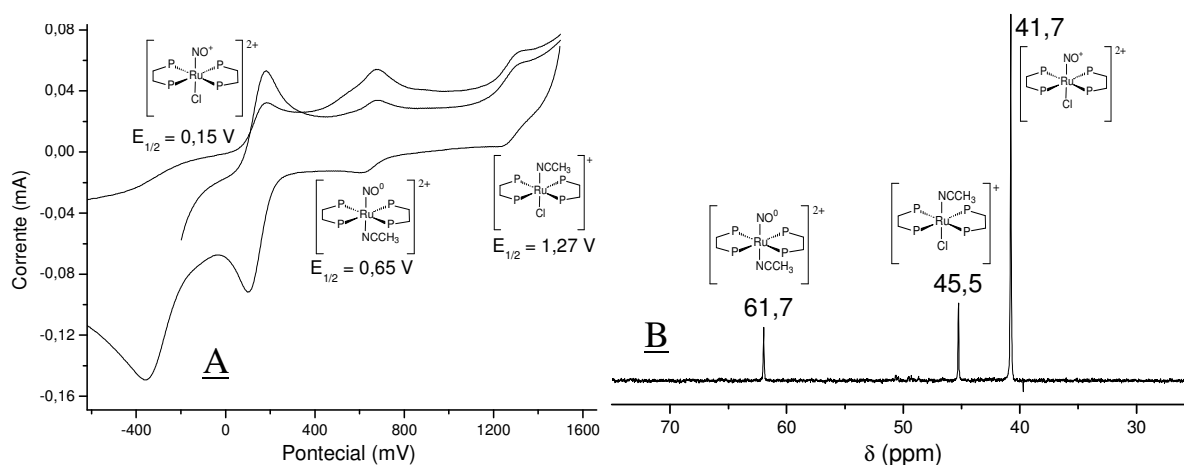 0,08
0,04
0,00
-0,04
-0,08
-0,12
-0,16
Corrente (mA)
-400 0 400 800 1200 1600
Pontecial (mV)
A
NO⁺
2+
P P
Ru
P P
Cl
E1/2 = 0,15 V
NO⁰
2+
P P
Ru
P P
NCCH₃
E1/2 = 0,65 V
NCCH₃
+
P P
Ru
P P
Cl
E1/2 = 1,27 V
B
NO⁰
2+
P P
Ru
P P
NCCH₃
61,7
NCCH₃
+
P P
Ru
P P
Cl
45,5
41,7
NO⁺
2+
P P
Ru
P P
Cl
70 60 50 40 30
δ (ppm)